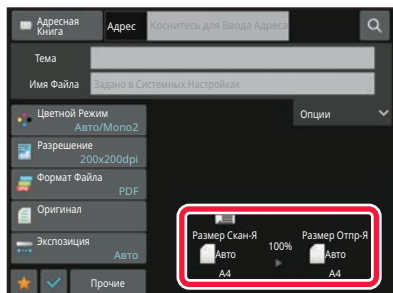 Адресная
Книга
Адрес
Коснитесь для Ввода Адреса
Тема
Имя Файла
Задано в Системных Настройках
Цветной Режим
Авто/Mono2
Опции
Разрешение
200x200dpi
Формат Файла
PDF
Оригинал
Экспозиция
Авто
Размер Скан-Я
100%
Размер Отпр-Я
Авто
Авто
A4
A4
Прочие